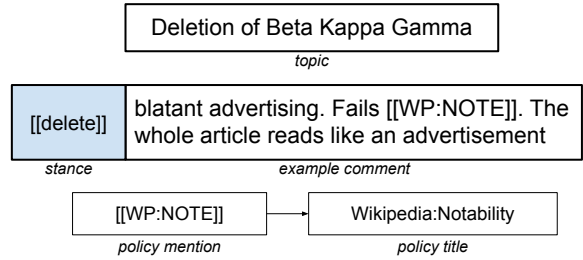 Deletion of Beta Kappa Gamma
topic
[[delete]]
blatant advertising. Fails [[WP:NOTE]]. The
whole article reads like an advertisement
stance
example comment
[[WP:NOTE]]
Wikipedia:Notability
policy mention
policy title